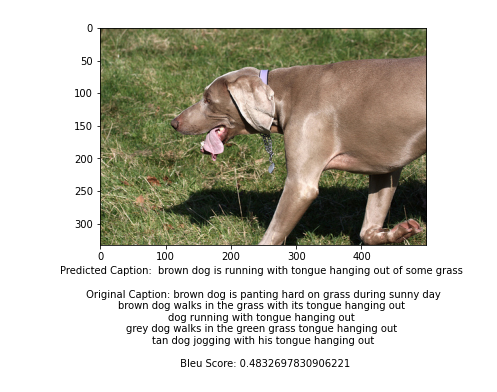 0
50
100
150
200
250
300
0 100 200 300 400
Predicted Caption: brown dog is running with tongue hanging out of some grass
Original Caption: brown dog is panting hard on grass during sunny day
brown dog walks in the grass with its tongue hanging out
dog running with tongue hanging out
grey dog walks in the green grass tongue hanging out
tan dog jogging with his tongue hanging out
Bleu Score: 0.4832697830906221